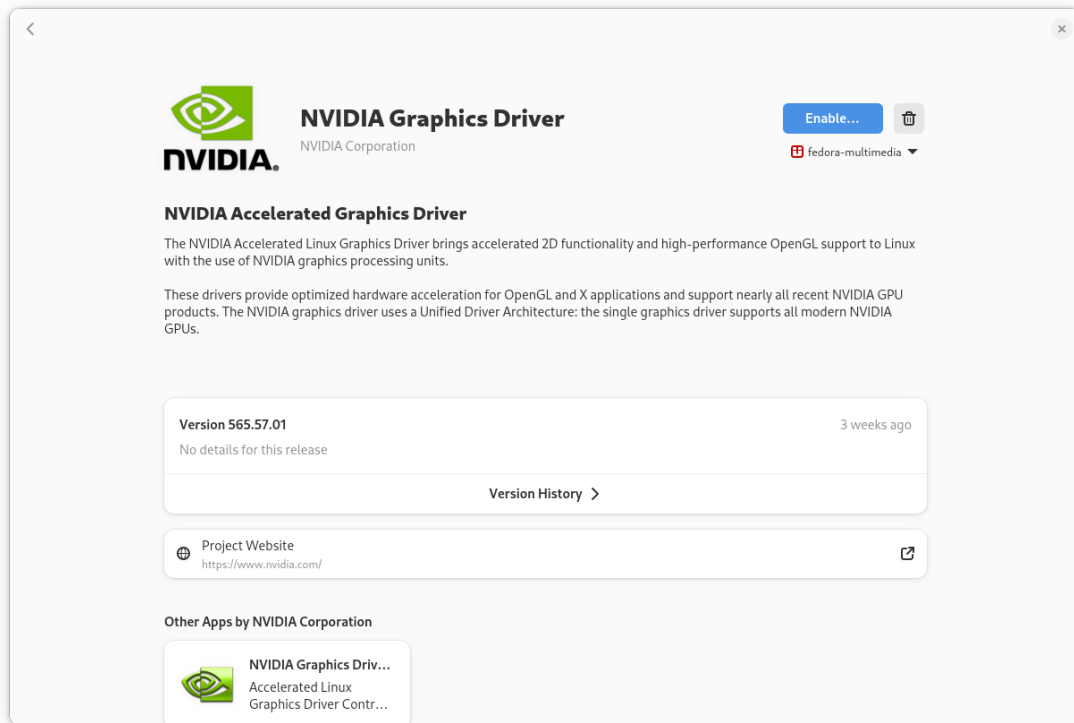 NVIDIA Graphics Driver
NVIDIA Corporation
Enable…
fedora-multimedia
NVIDIA.
NVIDIA Accelerated Graphics Driver
The NVIDIA Accelerated Linux Graphics Driver brings accelerated 2D functionality and high-performance OpenGL support to Linux
with the use of NVIDIA graphics processing units.
These drivers provide optimized hardware acceleration for OpenGL and X applications and support nearly all recent NVIDIA GPU
products. The NVIDIA graphics driver uses a Unified Driver Architecture: the single graphics driver supports all modern NVIDIA
GPUs.
Version 565.57.01
3 weeks ago
No details for this release
Version History
Project Website
https://www.nvidia.com/
Other Apps by NVIDIA Corporation
NVIDIA Graphics Driv…
Accelerated Linux
Graphics Driver Contr…